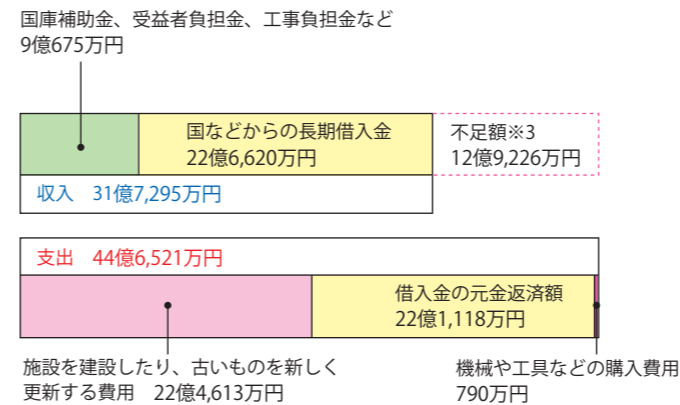 国庫補助金、受益者負担金、工事負担金など
9億675万円
国などからの長期借入金
22億6,620万円
不足額※3
12億9,226万円
収入 31億7,295万円
支出 44億6,521万円
借入金の元金返済額
22億1,118万円
施設を建設したり、古いものを新しく
更新する費用 22億4,613万円
機械や工具などの購入費用
790万円